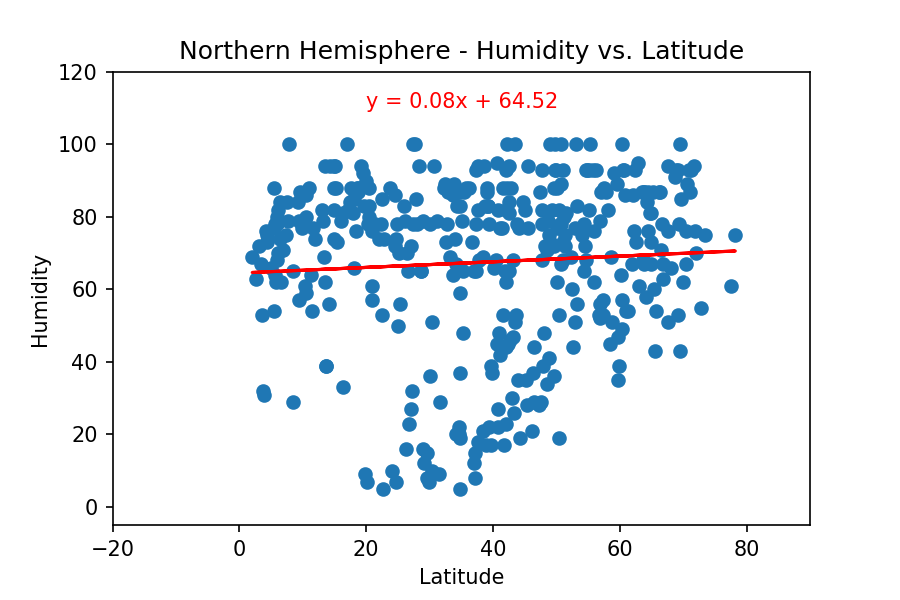 Northern Hemisphere - Humidity vs. Latitude
120
y = 0.08x + 64.52
100
80
60
40
20
0
Humidity
−20 0 20 40 60 80
Latitude